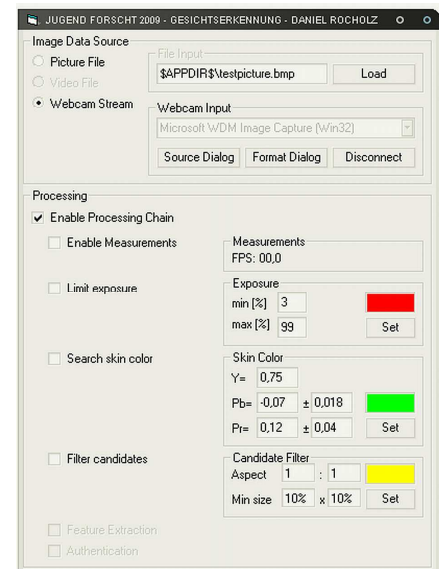 JUGEND FORSCHT 2009 - GESICHTSERKENNUNG - DANIEL ROCHOLZ
Image Data Source
Picture File
Video File
Webcam Stream
File Input
$APPDIR$\testpicture.bmp Load
Webcam Input
Microsoft WDM Image Capture (Win32)
Source Dialog Format Dialog Disconnect
Processing
Enable Processing Chain
Enable Measurements
Measurements
FPS: 00,0
Limit exposure
Exposure
min [%] 3
max [%] 99 Set
Search skin color
Skin Color
Y= 0,75
Pb= -0,07 ± 0,018
Pr= 0,12 ± 0,04 Set
Filter candidates
Candidate Filter
Aspect 1 : 1
Min size 10% x 10% Set
Feature Extraction
Authentication